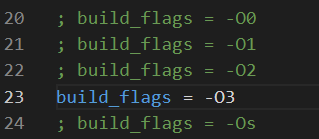 20 ; build_flags = -O0
21 ; build_flags = -O1
22 ; build_flags = -O2
23 build_flags = -O3
24 ; build_flags = -Os